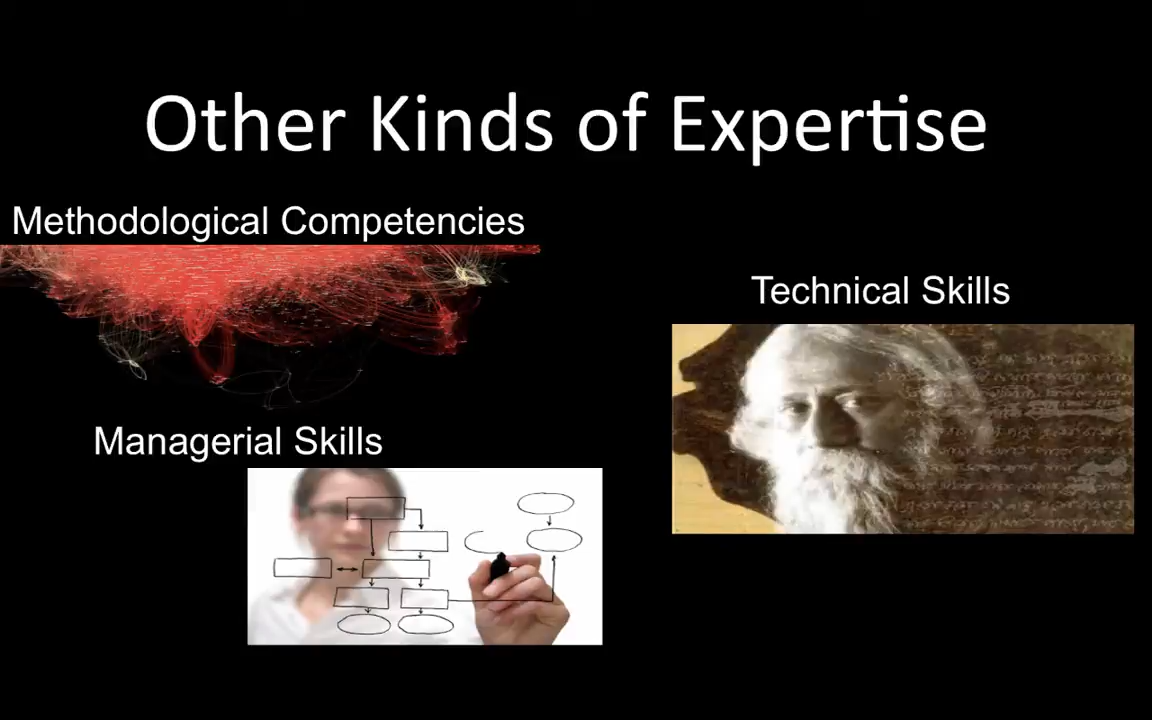 Other Kinds of Expertise
Methodological Competencies
Technical Skills
Managerial Skills